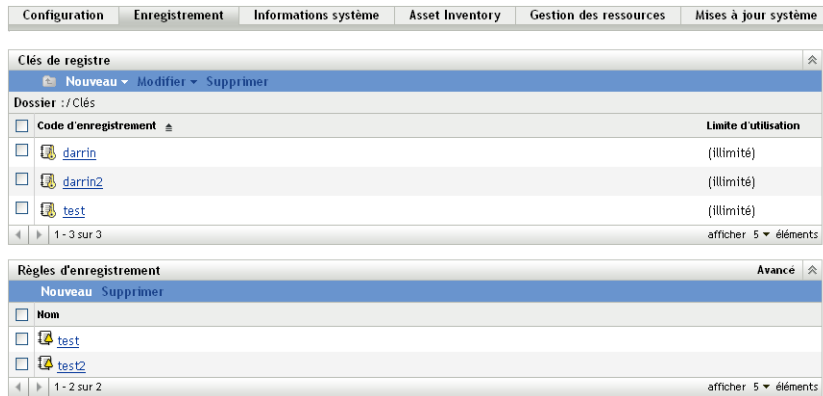 Configuration Enregistrement Informations système Asset Inventory Gestion des ressources Mises à jour système
Clés de registre
Nouveau Modifier Supprimer
Dossier :/Clés
Code d'enregistrement Limite d'utilisation
darrin (illimité)
darrin2 (illimité)
test (illimité)
1 - 3 sur 3 afficher 5 éléments
Règles d'enregistrement Avancé
Nouveau Supprimer
Nom
test
test2
1 - 2 sur 2 afficher 5 éléments